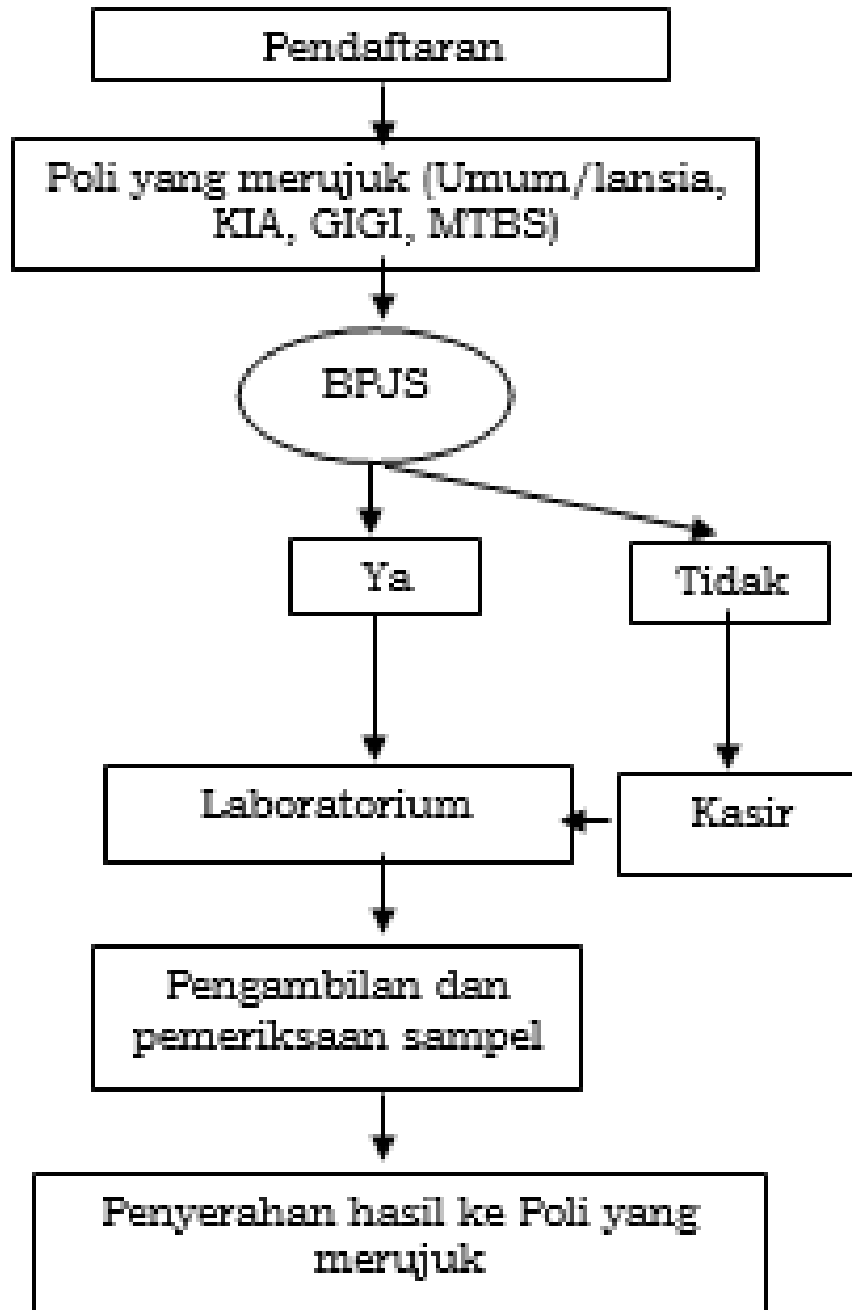 Pendaftaran
Poli yang merujuk (Umum/lansia,
KIA, GIGI, MTBS)
BPJS
Ya
Tidak
Laboratorium
Kasir
Pengambilan dan
pemeriksaan sampel
Penyerahan hasil ke Poli yang
merujuk